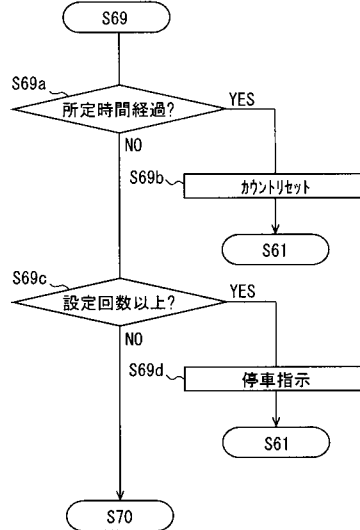 S69
S69a
所定時間経過?
YES
NO
S69b
カウントリセット
S61
S69c
設定回数以上?
YES
NO
S69d
停車指示
S61
S70